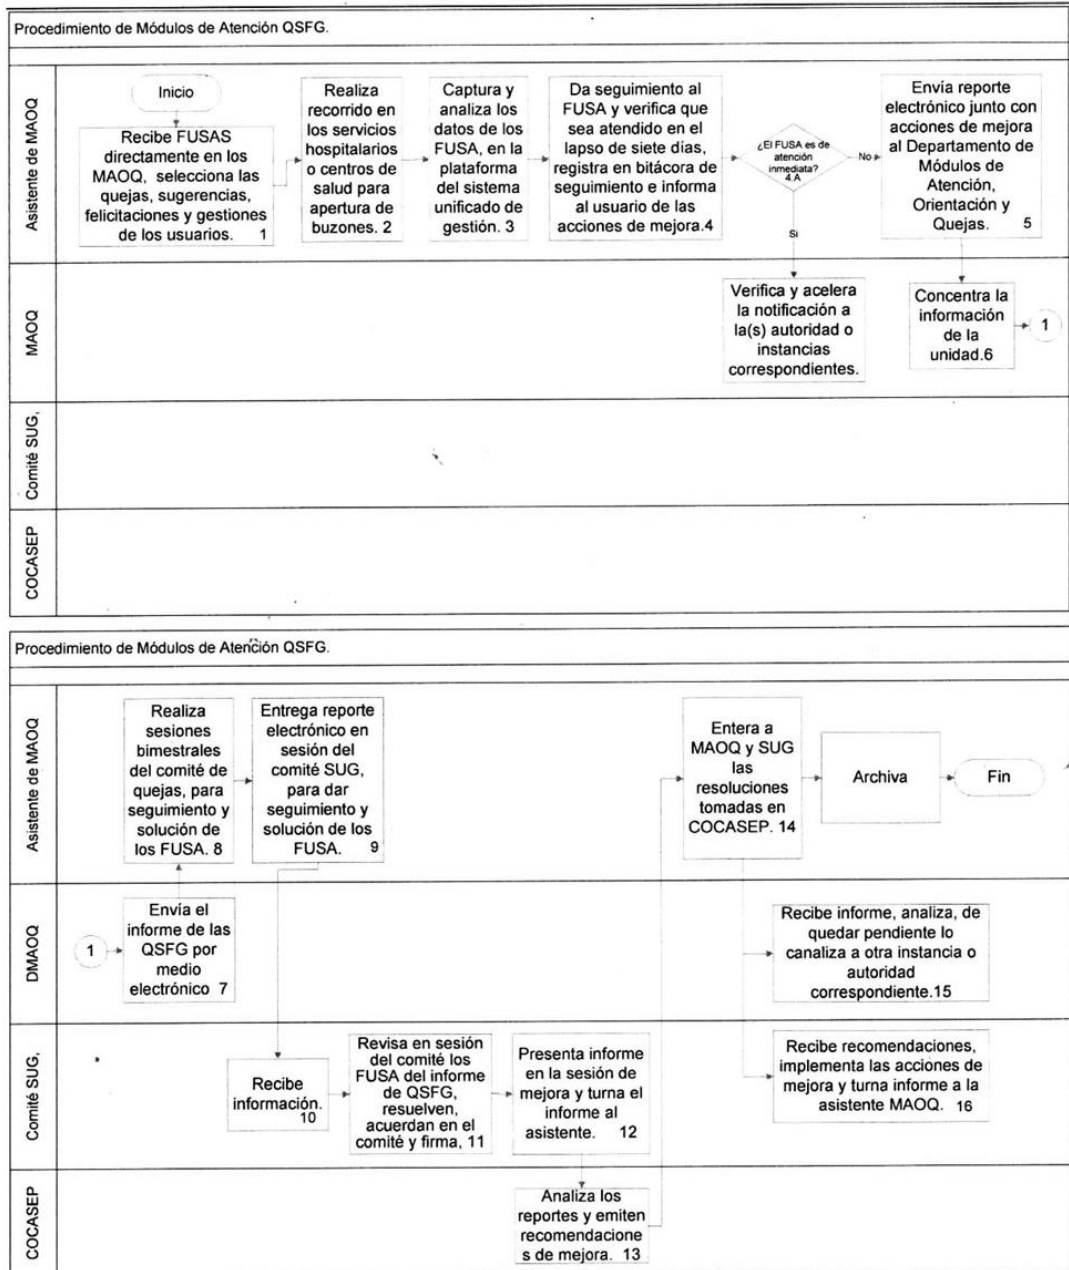 Procedimiento de Módulos de Atención QSFG.
Asistente de MAOQ
Inicio
Recibe FUSAS
directamente en los
MAOQ, selecciona las
quejas, sugerencias,
felicitaciones y gestiones
de los usuarios. 1
Realiza
recorrido en
los servicios
hospitalarios
o centros de
salud para
apertura de
buzones. 2
Captura y
analiza los
datos de los
FUSA, en la
plataforma
del sistema
unificado de
gestión. 3
Da seguimiento al
FUSA y verifica que
sea atendido en el
lapso de siete días,
registra en bitácora de
seguimiento e informa
al usuario de las
acciones de mejora.4
¿El FUSA es de
atención
inmediata?
4.A
No
Si
Envía reporte
electrónico junto con
acciones de mejora
al Departamento de
Módulos de
Atención,
Orientación y
Quejas. 5
MAOQ
Verifica y acelera
la notificación a
la(s) autoridad o
instancias
correspondientes.
Concentra la
información
de la
unidad.6
1
Comité SUG,
COCASEP
Procedimiento de Módulos de Atención QSFG.
Asistente de MAOQ
Realiza
sesiones
bimestrales
del comité de
quejas, para
seguimiento y
solución de
los FUSA. 8
Entrega reporte
electrónico en
sesión del
comité SUG,
para dar
seguimiento y
solución de los
FUSA. 9
Entera a
MAOQ y SUG
las
resoluciones
tomadas en
COCASEP. 14
Archiva
Fin
DMAOQ
1
Envía el
informe de las
QSFG por
medio
electrónico 7
Recibe informe, analiza, de
quedar pendiente lo
canaliza a otra instancia o
autoridad
correspondiente.15
Comité SUG,
Recibe
información.
10
Revisa en sesión
del comité los
FUSA del informe
de QSFG,
resuelven,
acuerdan en el
comité y firma, 11
Presenta informe
en la sesión de
mejora y turna el
informe al
asistente. 12
Recibe recomendaciones,
implementa las acciones de
mejora y turna informe a la
asistente MAOQ. 16
COCASEP
Analiza los
reportes y emiten
recomendacione
s de mejora. 13